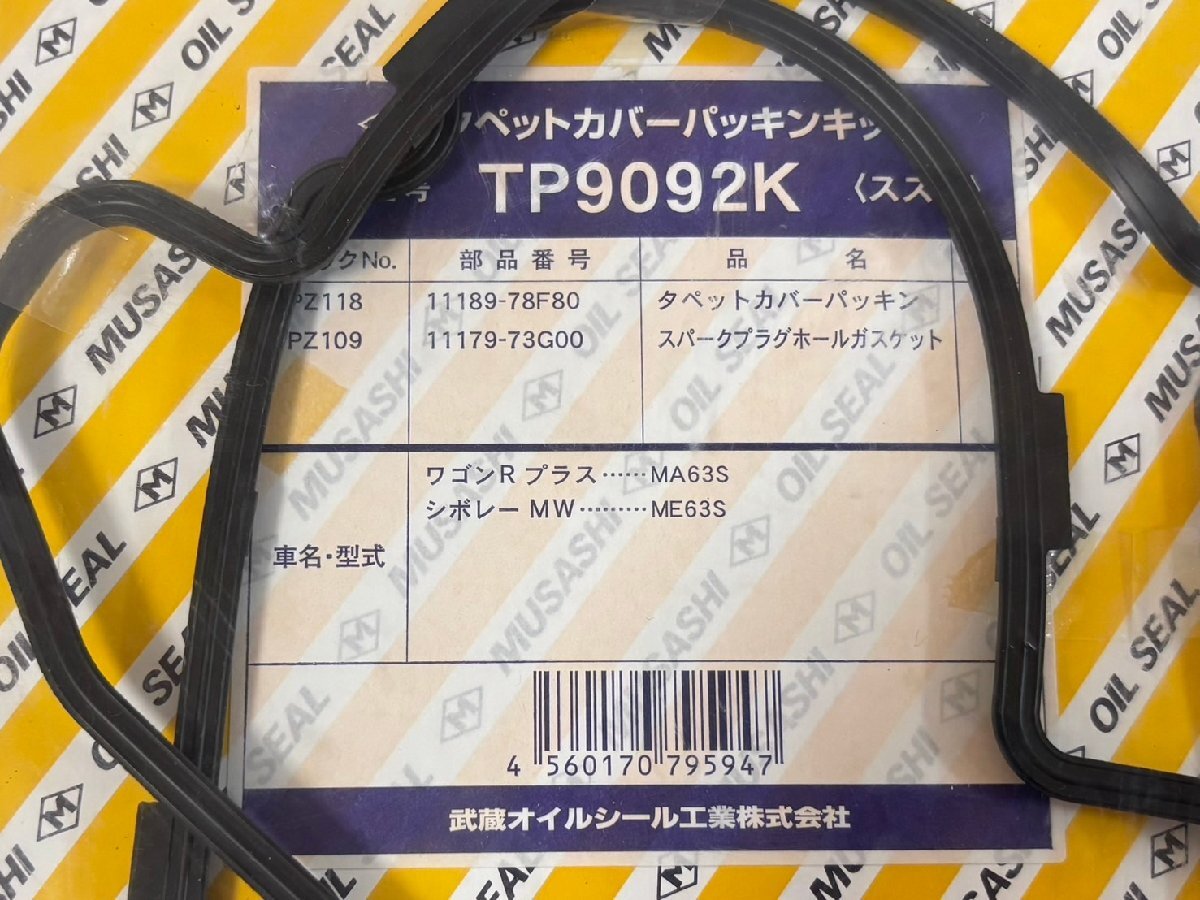 タペットカバーパッキンキッ
号 TP9092K 〈スズ
クNo. 部品番号 品名
PZ118 11189-78F80 タペットカバーパッキン
PZ109 11179-73G00 スパークプラグホールガスケット
ワゴンR プラス……MA63S
シボレー MW………ME63S
車名・型式
4 560170 795947
武蔵オイルシール工業株式会社
MUSASHI OIL SEAL